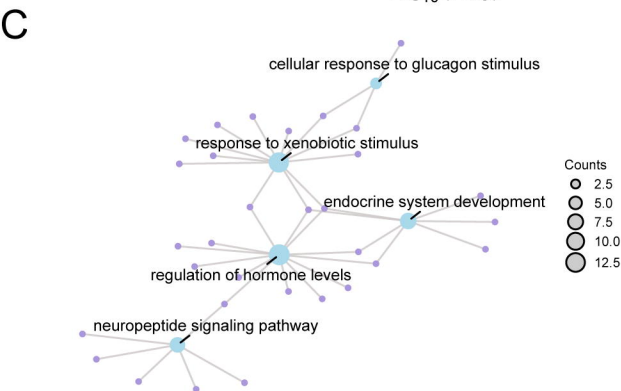 C
cellular response to glucagon stimulus
response to xenobiotic stimulus
endocrine system development
regulation of hormone levels
neuropeptide signaling pathway
Counts
2.5
5.0
7.5
10.0
12.5